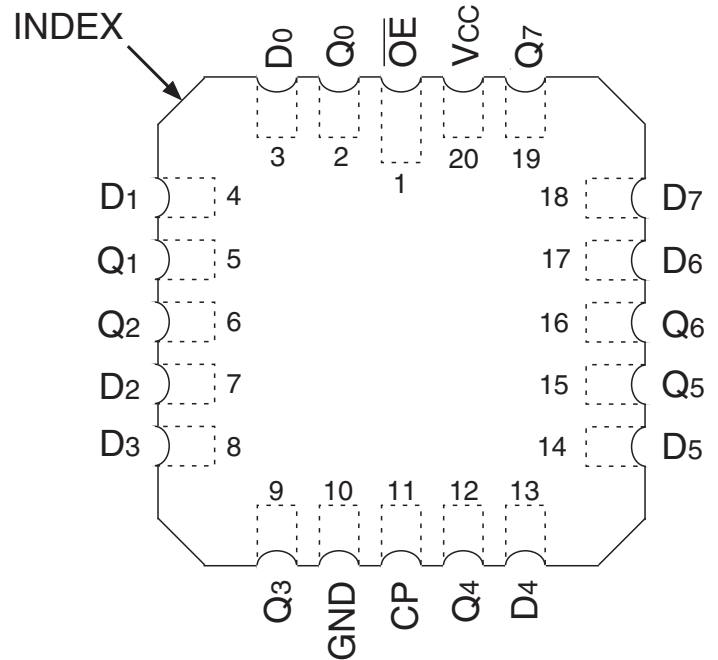 INDEX
D0 Q0 OE VCC Q7
3 2 1 20 19
D1 4 18 D7
Q1 5 17 D6
Q2 6 16 Q6
D2 7 15 Q5
D3 8 14 D5
9 10 11 12 13
Q3 GND CP Q4 D4